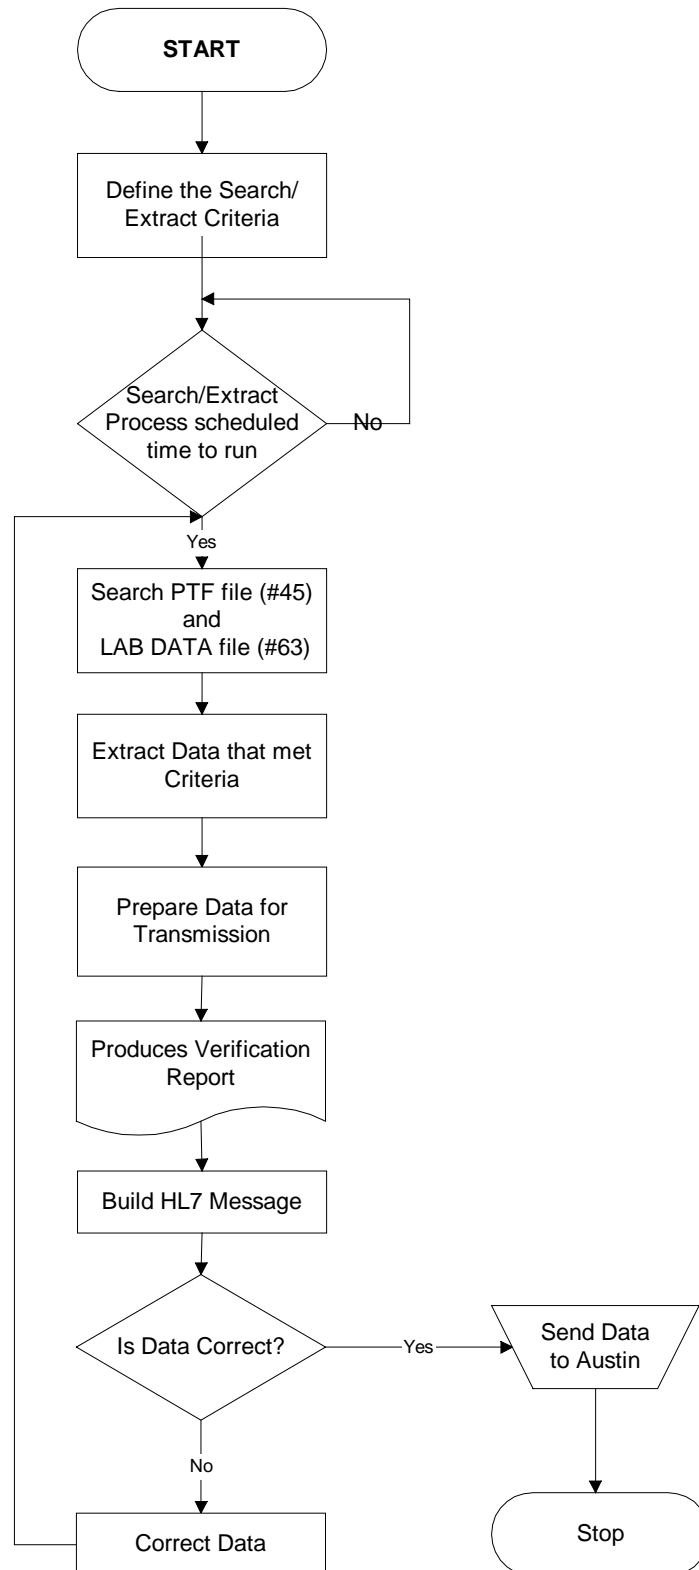 START
Define the Search/
Extract Criteria
Search/Extract
Process scheduled
time to run
No
Yes
Search PTF file (#45)
and
LAB DATA file (#63)
Extract Data that met
Criteria
Prepare Data for
Transmission
Produces Verification
Report
Build HL7 Message
Is Data Correct?
Yes
Send Data
to Austin
No
Correct Data
Stop